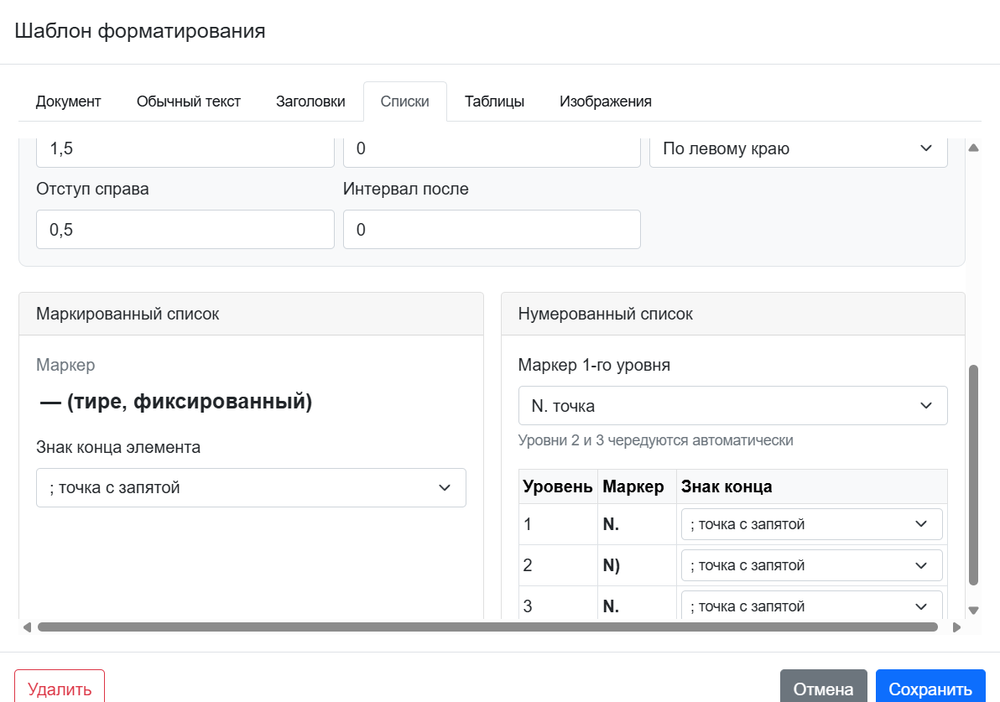 Шаблон форматирования
Документ Обычный текст Заголовки Списки Таблицы Изображения
1,5 0 По левому краю
Отступ справа Интервал после
0,5 0
Маркированный список
Маркер
— (тире, фиксированный)
Знак конца элемента
; точка с запятой
Нумерованный список
Маркер 1-го уровня
N. точка
Уровни 2 и 3 чередуются автоматически
Уровень Маркер Знак конца
1 N. ; точка с запятой
2 N) ; точка с запятой
3 N. ; точка с запятой
Удалить Отмена Сохранить